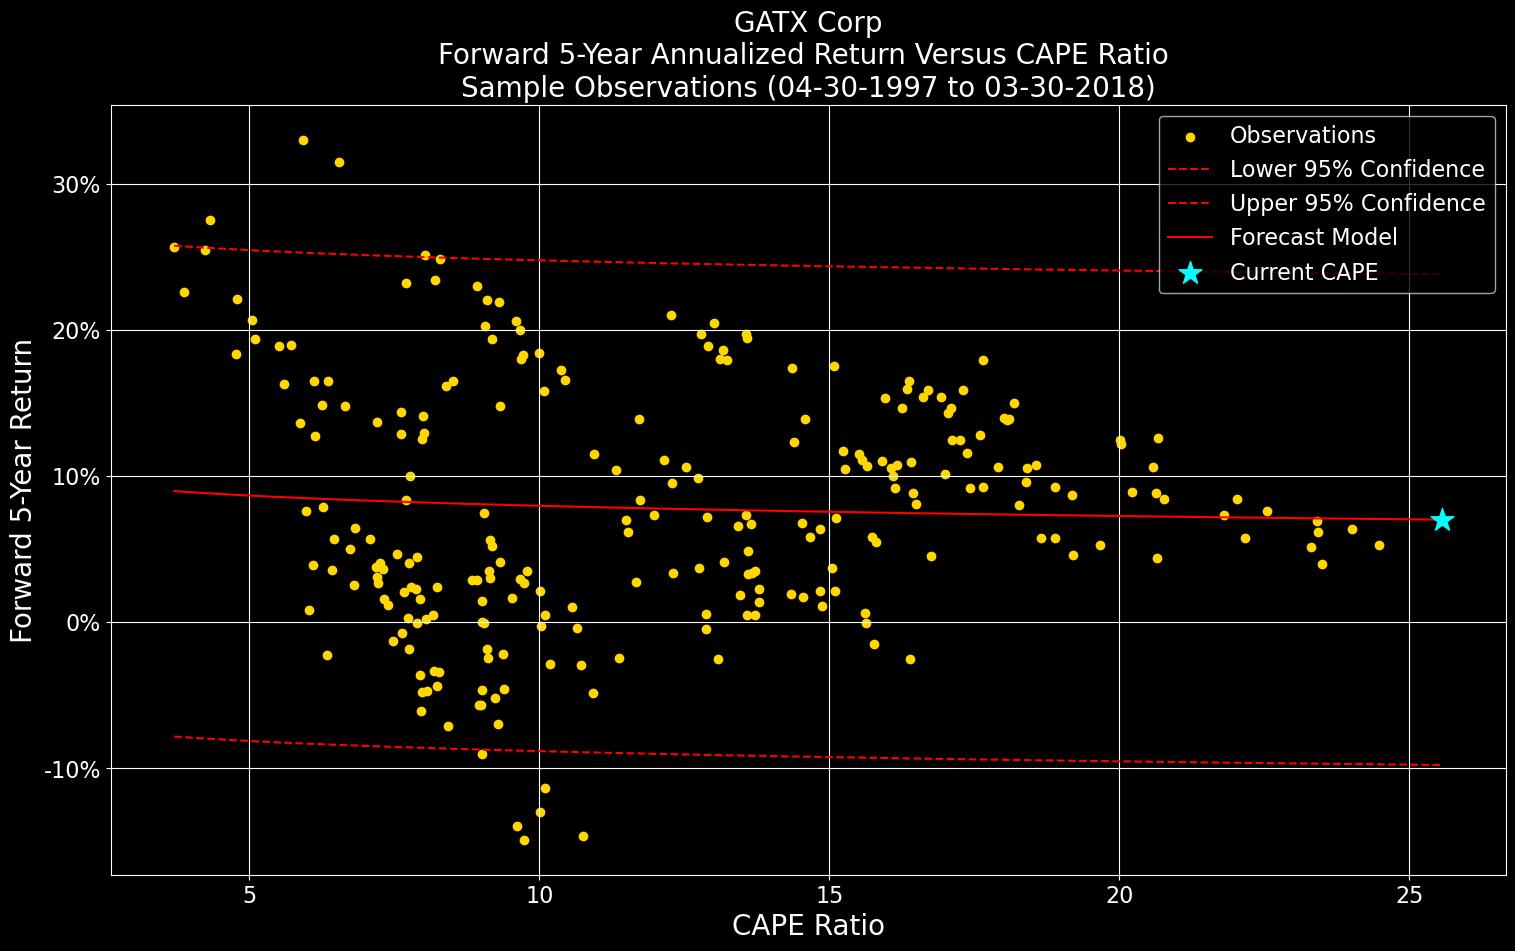 GATX Corp
Forward 5-Year Annualized Return Versus CAPE Ratio
Sample Observations (04-30-1997 to 03-30-2018)
Observations
Lower 95% Confidence
Upper 95% Confidence
Forecast Model
Current CAPE
Forward 5-Year Return
30%
20%
10%
0%
-10%
5
10
15
20
25
CAPE Ratio